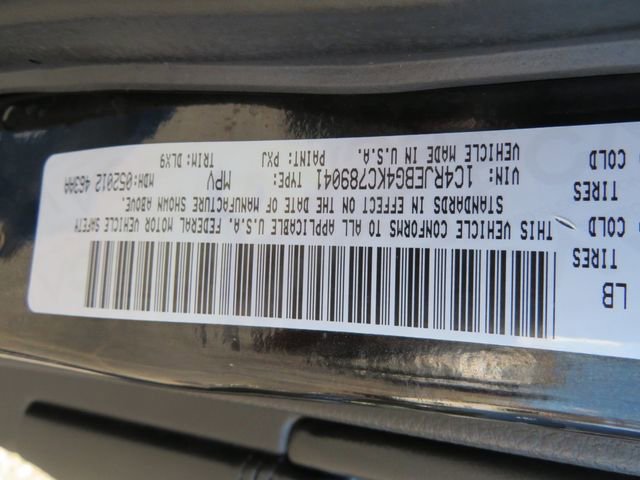 LB
TIRES
COLD
TIRES
COLD
THIS VEHICLE CONFORMS TO ALL APPLICABLE U.S.A. FEDERAL MOTOR VEHICLE SAFETY
STANDARDS IN EFFECT ON THE DATE OF MANUFACTURE SHOWN ABOVE.
VIN: 1C4RJEBG4KC789041 TYPE: MPV MDH: 052012 463AA
VEHICLE MADE IN U.S.A. PAINT: PXJ TRIM: DLX9